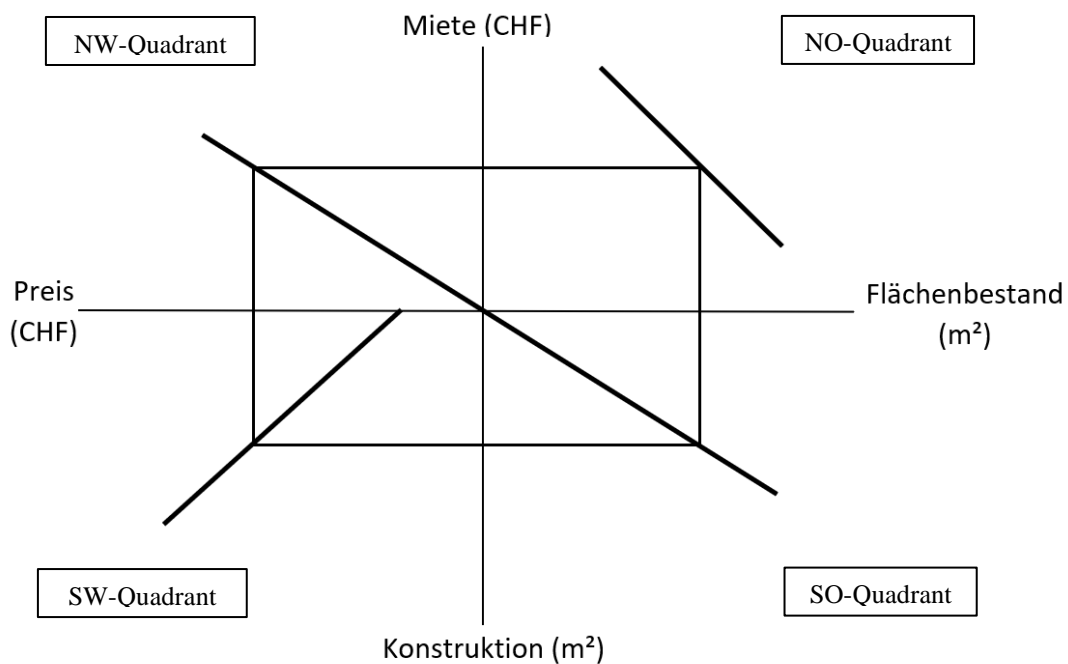 Miete (CHF)
NW-Quadrant
NO-Quadrant
Preis
(CHF)
Flächenbestand
(m²)
SW-Quadrant
SO-Quadrant
Konstruktion (m²)